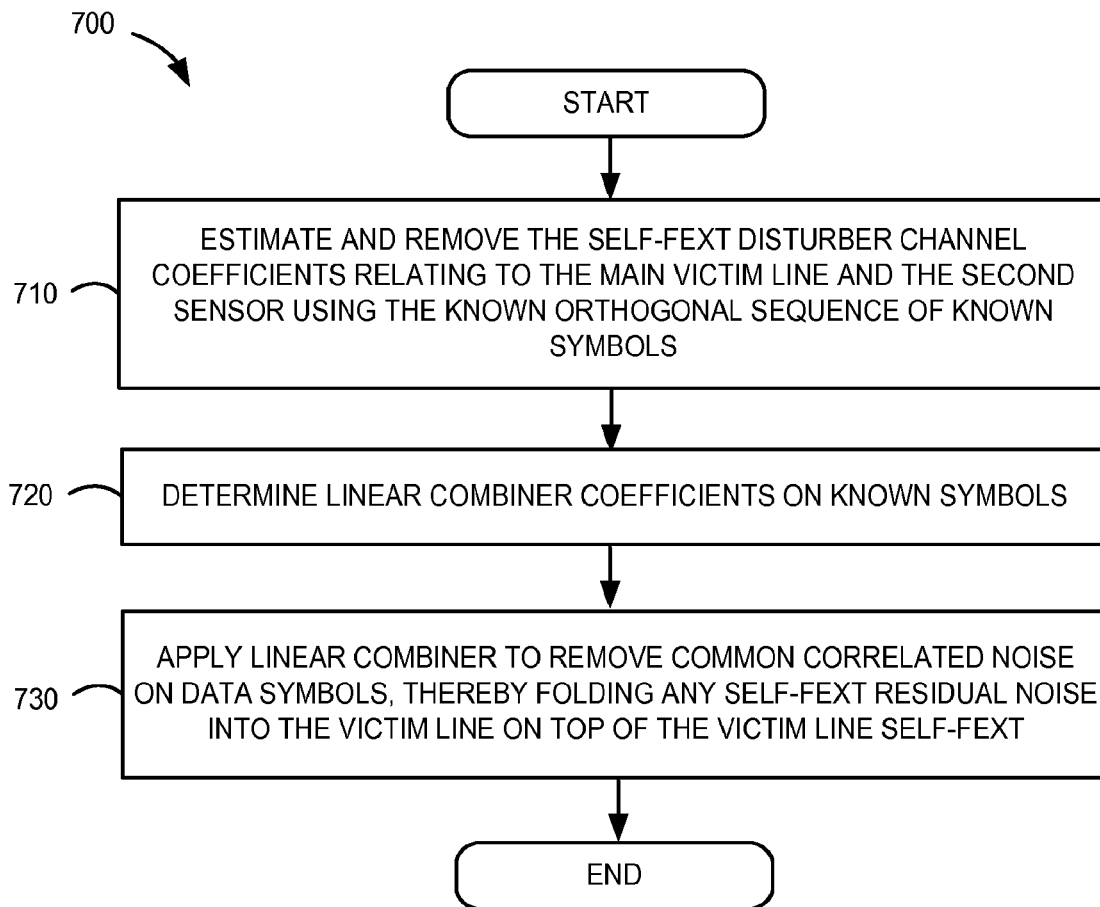 700
START
710
ESTIMATE AND REMOVE THE SELF-FEXT DISTURBER CHANNEL
COEFFICIENTS RELATING TO THE MAIN VICTIM LINE AND THE SECOND
SENSOR USING THE KNOWN ORTHOGONAL SEQUENCE OF KNOWN
SYMBOLS
720
DETERMINE LINEAR COMBINER COEFFICIENTS ON KNOWN SYMBOLS
730
APPLY LINEAR COMBINER TO REMOVE COMMON CORRELATED NOISE
ON DATA SYMBOLS, THEREBY FOLDING ANY SELF-FEXT RESIDUAL NOISE
INTO THE VICTIM LINE ON TOP OF THE VICTIM LINE SELF-FEXT
END